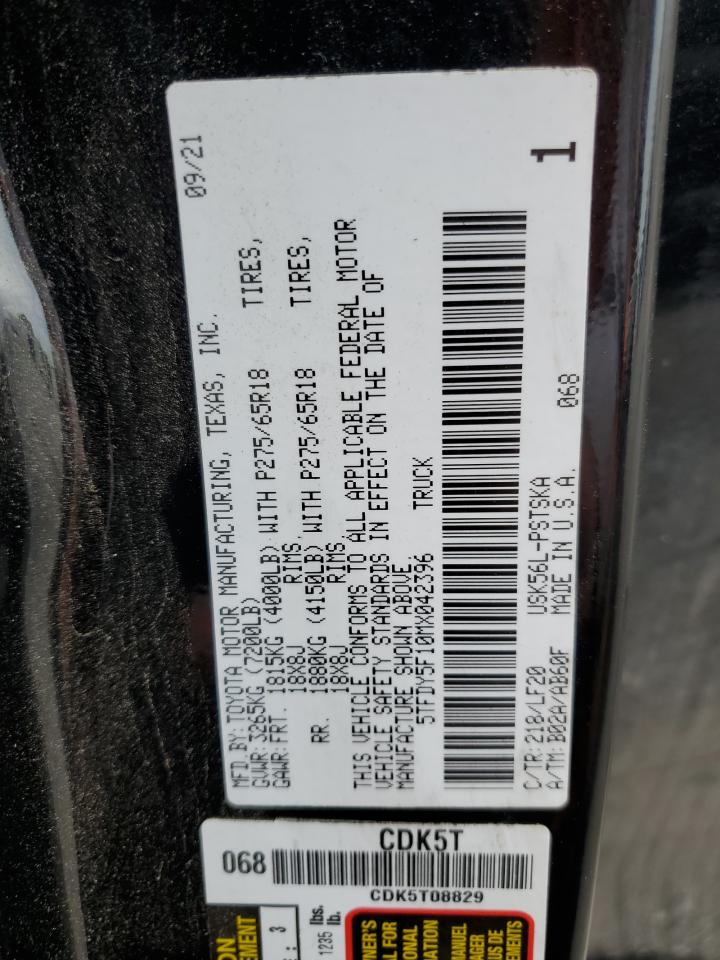 MFD. BY: TOYOTA MOTOR MANUFACTURING, TEXAS, INC. 09/21
GVWR: 3265KG (7200LB)
GAWR: FRT. 1815KG (4000LB) WITH P275/65R18 TIRES,
18X8J RIMS,
RR. 1880KG (4150LB) WITH P275/65R18 TIRES,
18X8J RIMS
THIS VEHICLE CONFORMS TO ALL APPLICABLE FEDERAL MOTOR
VEHICLE SAFETY STANDARDS IN EFFECT ON THE DATE OF
MANUFACTURE SHOWN ABOVE
5TFDY5F10MX042396 TRUCK
1
C/TR: 218/LF20 USK56L-PSTSKA 068
A/TM: B02A/AB60F MADE IN U.S.A.
CDK5T
068
CDK5T08829
: 3
1235 lbs.
lb.